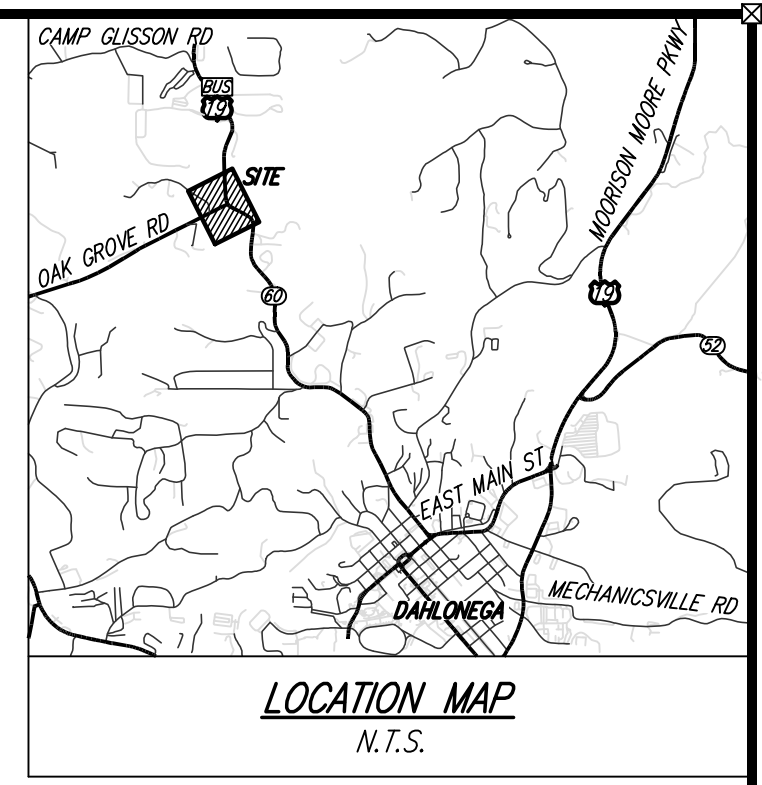 CAMP GLISSON RD
BUS
19
SITE
OAK GROVE RD
MOORISON MOORE PKWY
60
19
52
EAST MAIN ST
MECHANICSVILLE RD
DAHLONEGA
LOCATION MAP
N.T.S.